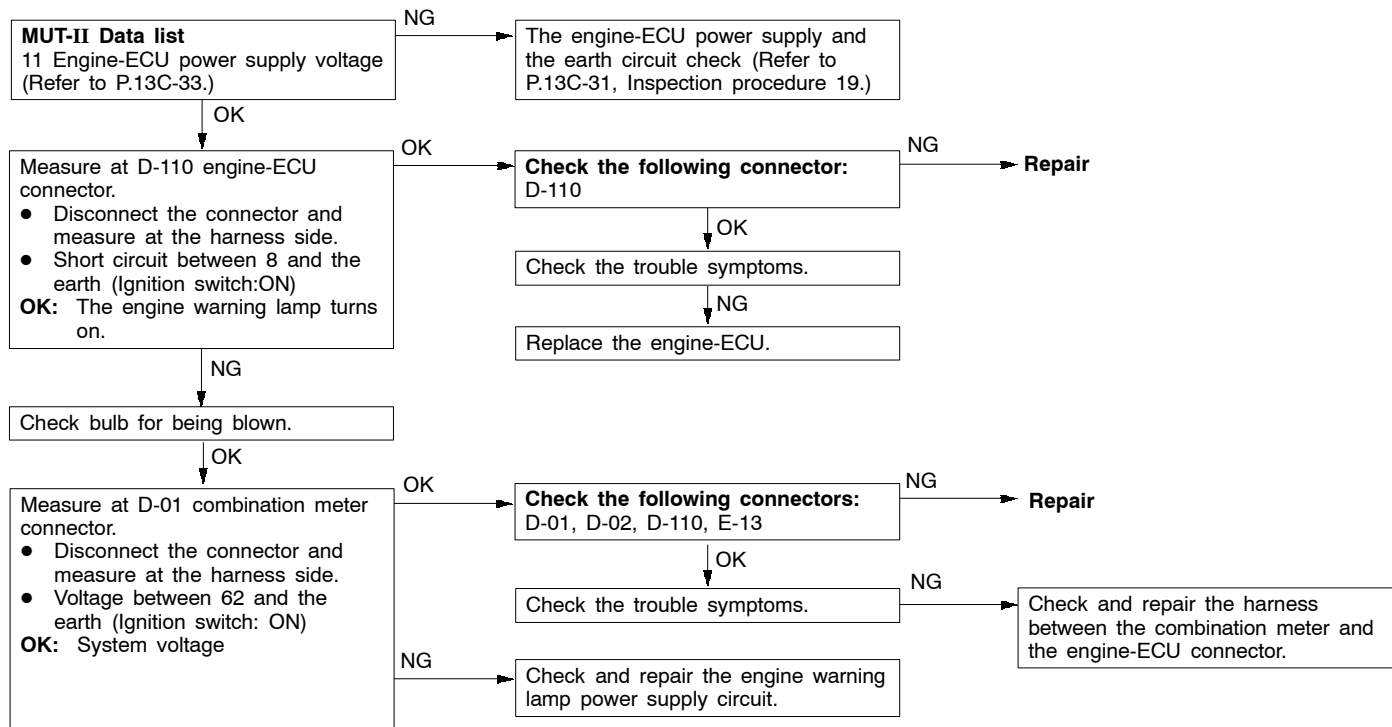 MUT-II Data list
11 Engine-ECU power supply voltage
(Refer to P.13C-33.)
NG
The engine-ECU power supply and
the earth circuit check (Refer to
P.13C-31, Inspection procedure 19.)
OK
Measure at D-110 engine-ECU
connector.
● Disconnect the connector and
measure at the harness side.
● Short circuit between 8 and the
earth (Ignition switch:ON)
OK: The engine warning lamp turns
on.
OK
Check the following connector:
D-110
NG
Repair
OK
Check the trouble symptoms.
NG
Replace the engine-ECU.
NG
Check bulb for being blown.
OK
Measure at D-01 combination meter
connector.
● Disconnect the connector and
measure at the harness side.
● Voltage between 62 and the
earth (Ignition switch: ON)
OK: System voltage
OK
Check the following connectors:
D-01, D-02, D-110, E-13
NG
Repair
OK
Check the trouble symptoms.
NG
Check and repair the harness
between the combination meter and
the engine-ECU connector.
NG
Check and repair the engine warning
lamp power supply circuit.